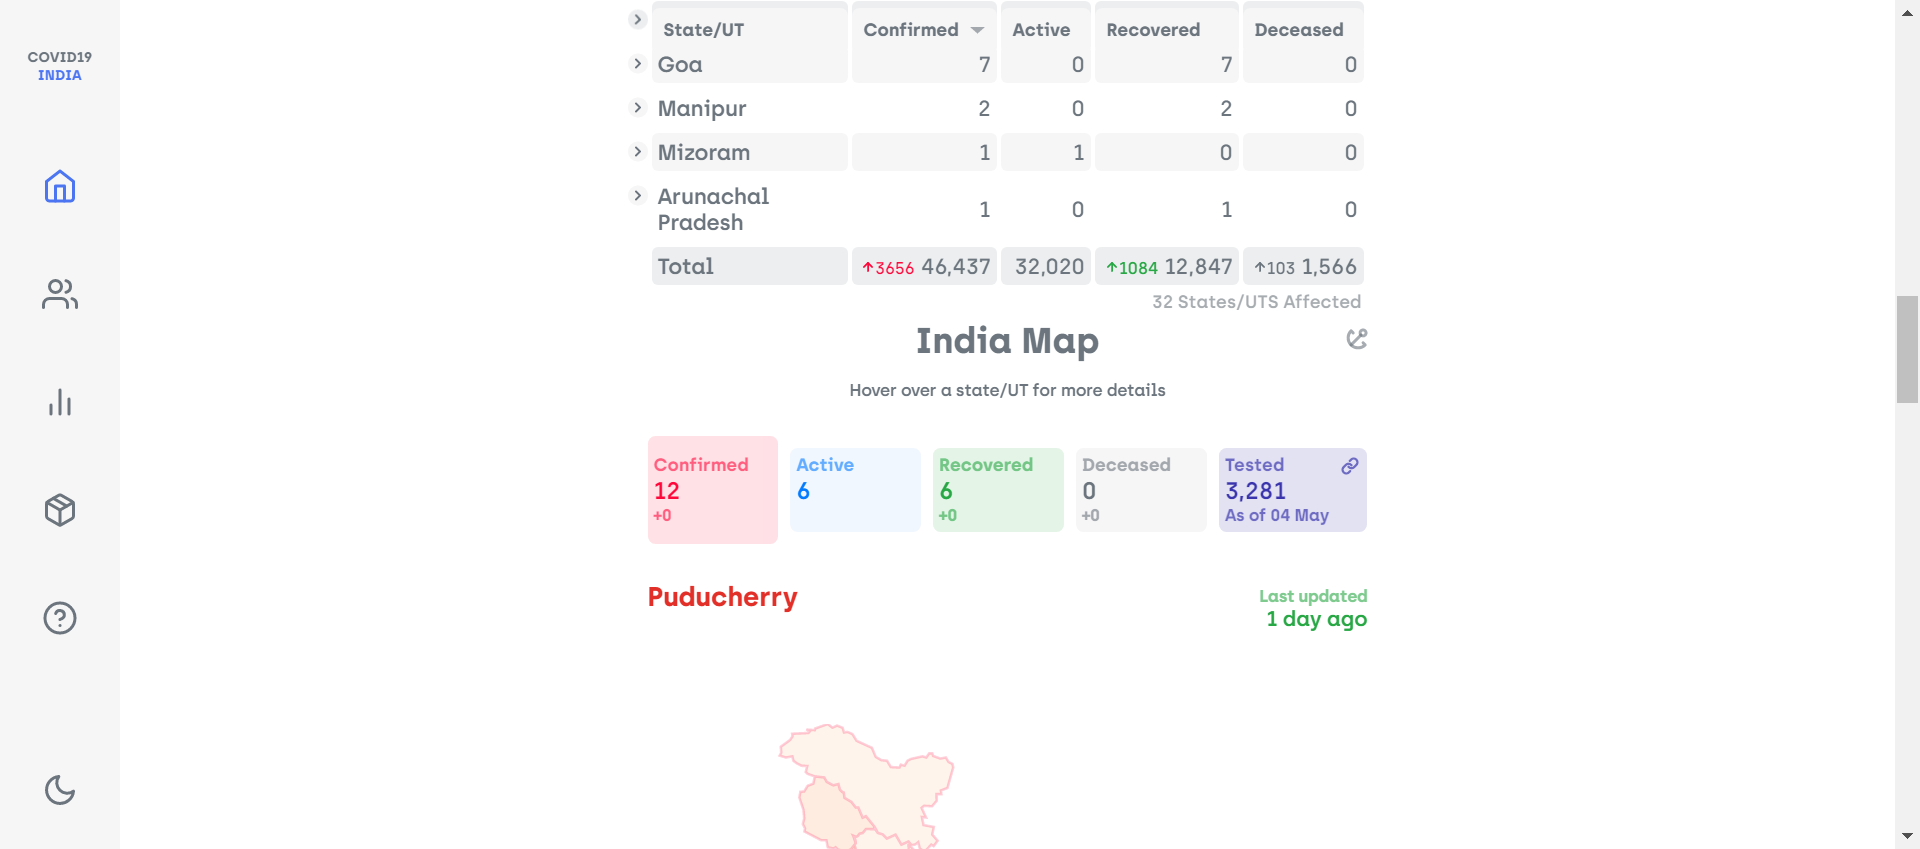 COVID19
INDIA
State/UT Confirmed Active Recovered Deceased
Goa 7 0 7 0
Manipur 2 0 2 0
Mizoram 1 1 0 0
Arunachal
Pradesh 1 0 1 0
Total ↑3656 46,437 32,020 ↑1084 12,847 ↑103 1,566
32 States/UTS Affected
India Map
Hover over a state/UT for more details
Confirmed
12
+0
Active
6
Recovered
6
+0
Deceased
0
+0
Tested
3,281
As of 04 May
Puducherry
Last updated
1 day ago